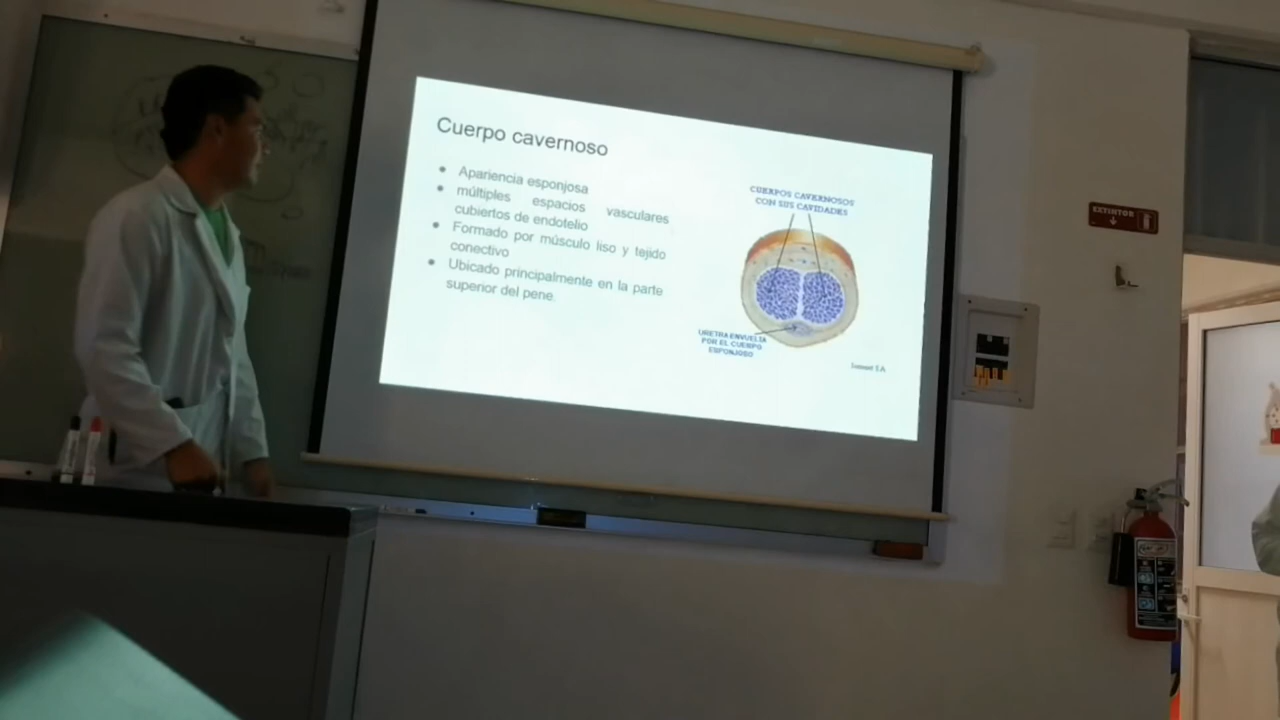 Cuerpo cavernoso
● Apariencia esponjosa
● múltiples espacios vasculares
cubiertos de endotelio
● Formado por músculo liso y tejido
conectivo
● Ubicado principalmente en la parte
superior del pene.
CUERPOS CAVERNOSOS
CON SUS CAVIDADES
URETRA ENVUELTA
POR EL CUERPO
ESPONJOSO
EXTINTOR